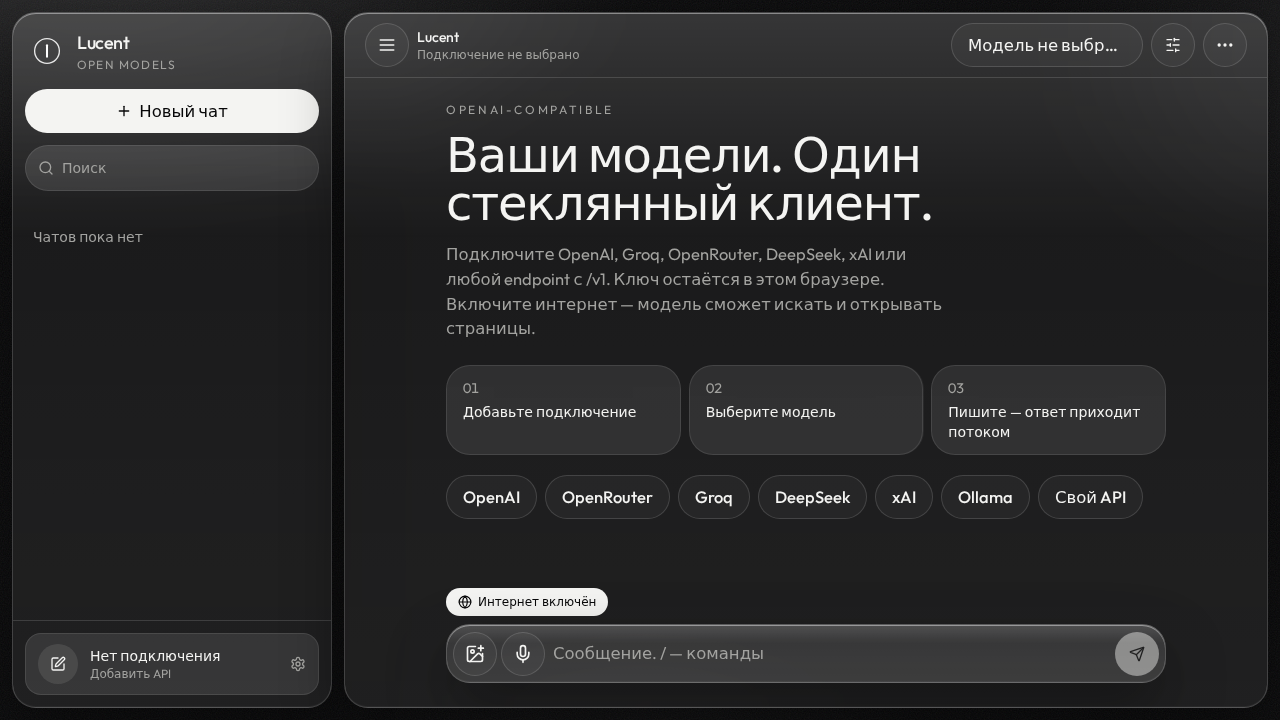 Lucent
OPEN MODELS
Новый чат
Поиск
Чатов пока нет
Нет подключения
Добавить API
Lucent
Подключение не выбрано
Модель не выбр...
OPENAI-COMPATIBLE
Ваши модели. Один
стеклянный клиент.
Подключите OpenAI, Groq, OpenRouter, DeepSeek, xAI или
любой endpoint с /v1. Ключ остаётся в этом браузере.
Включите интернет — модель сможет искать и открывать
страницы.
01
Добавьте подключение
02
Выберите модель
03
Пишите — ответ приходит
потоком
OpenAI
OpenRouter
Groq
DeepSeek
xAI
Ollama
Свой API
Интернет включён
Сообщение. / — команды